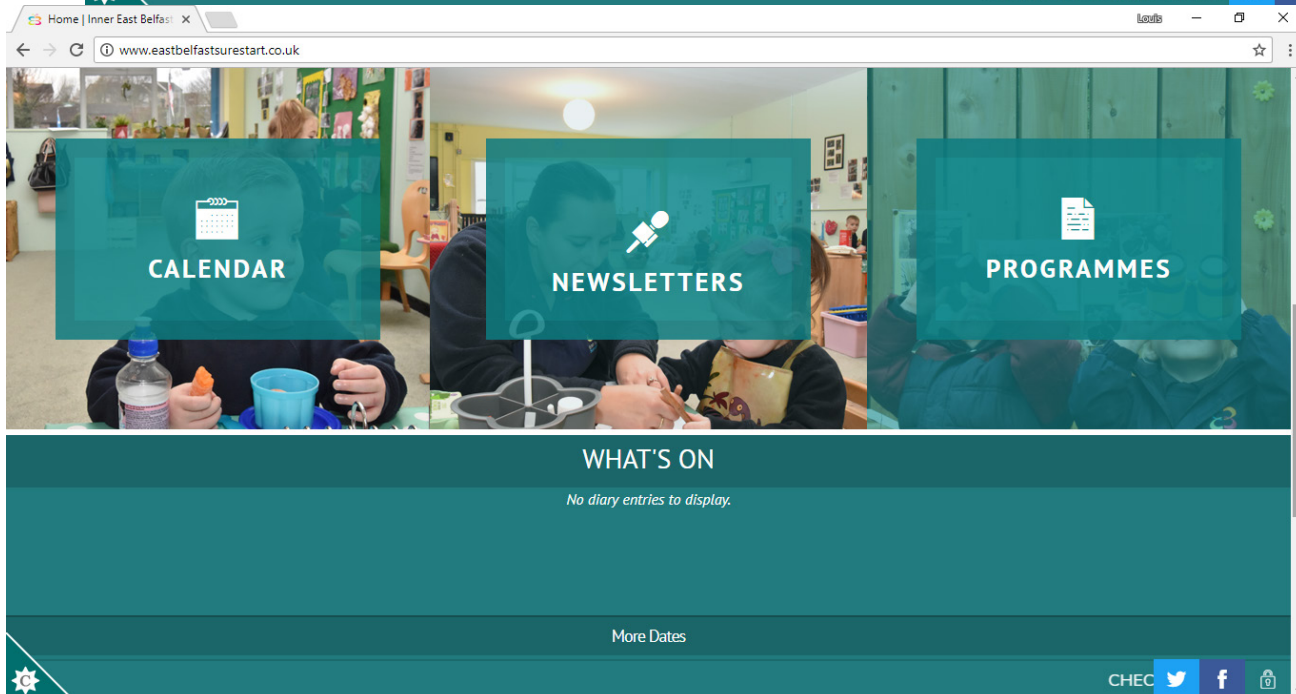 Home | Inner East Belfast
Louis
www.eastbelfastsurestart.co.uk
CALENDAR
NEWSLETTERS
PROGRAMMES
WHAT'S ON
No diary entries to display.
More Dates
CHEC
C